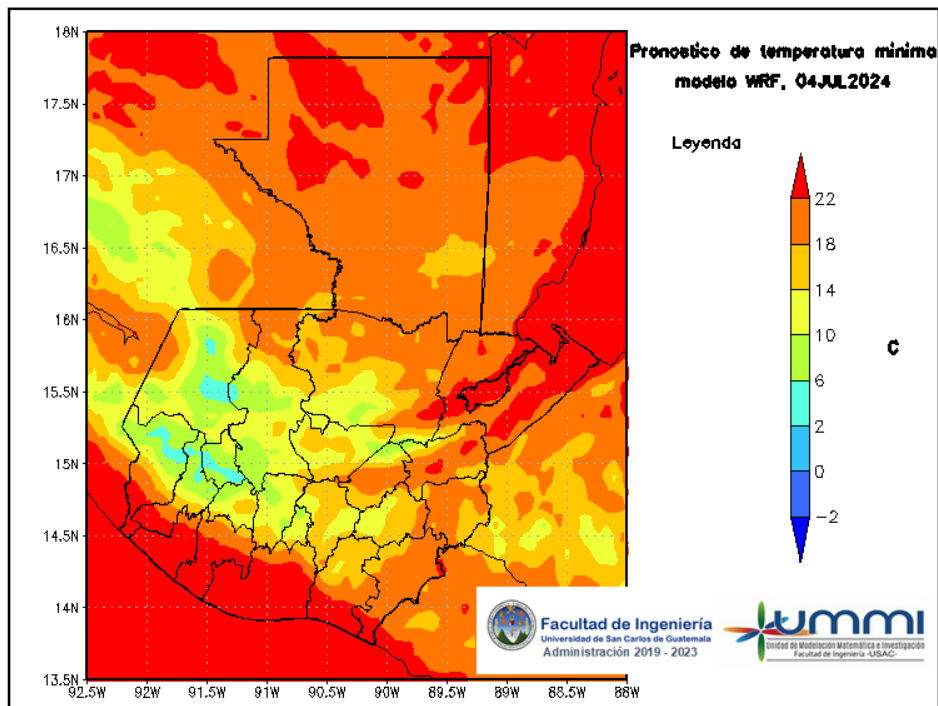 Pronostico de temperatura minima
modelo WRF, 04JUL2024
Leyenda
22
18
14
10
6
2
0
−2
C
18N
17.5N
17N
16.5N
16N
15.5N
15N
14.5N
14N
13.5N
92.5W
92W
91.5W
91W
90.5W
90W
89.5W
89W
88.5W
88W
Facultad de Ingeniería
Universidad de San Carlos de Guatemala
Administración 2019 - 2023
ummi
Unidad de Modelación Matemática e Investigación
Facultad de Ingeniería -USAC-